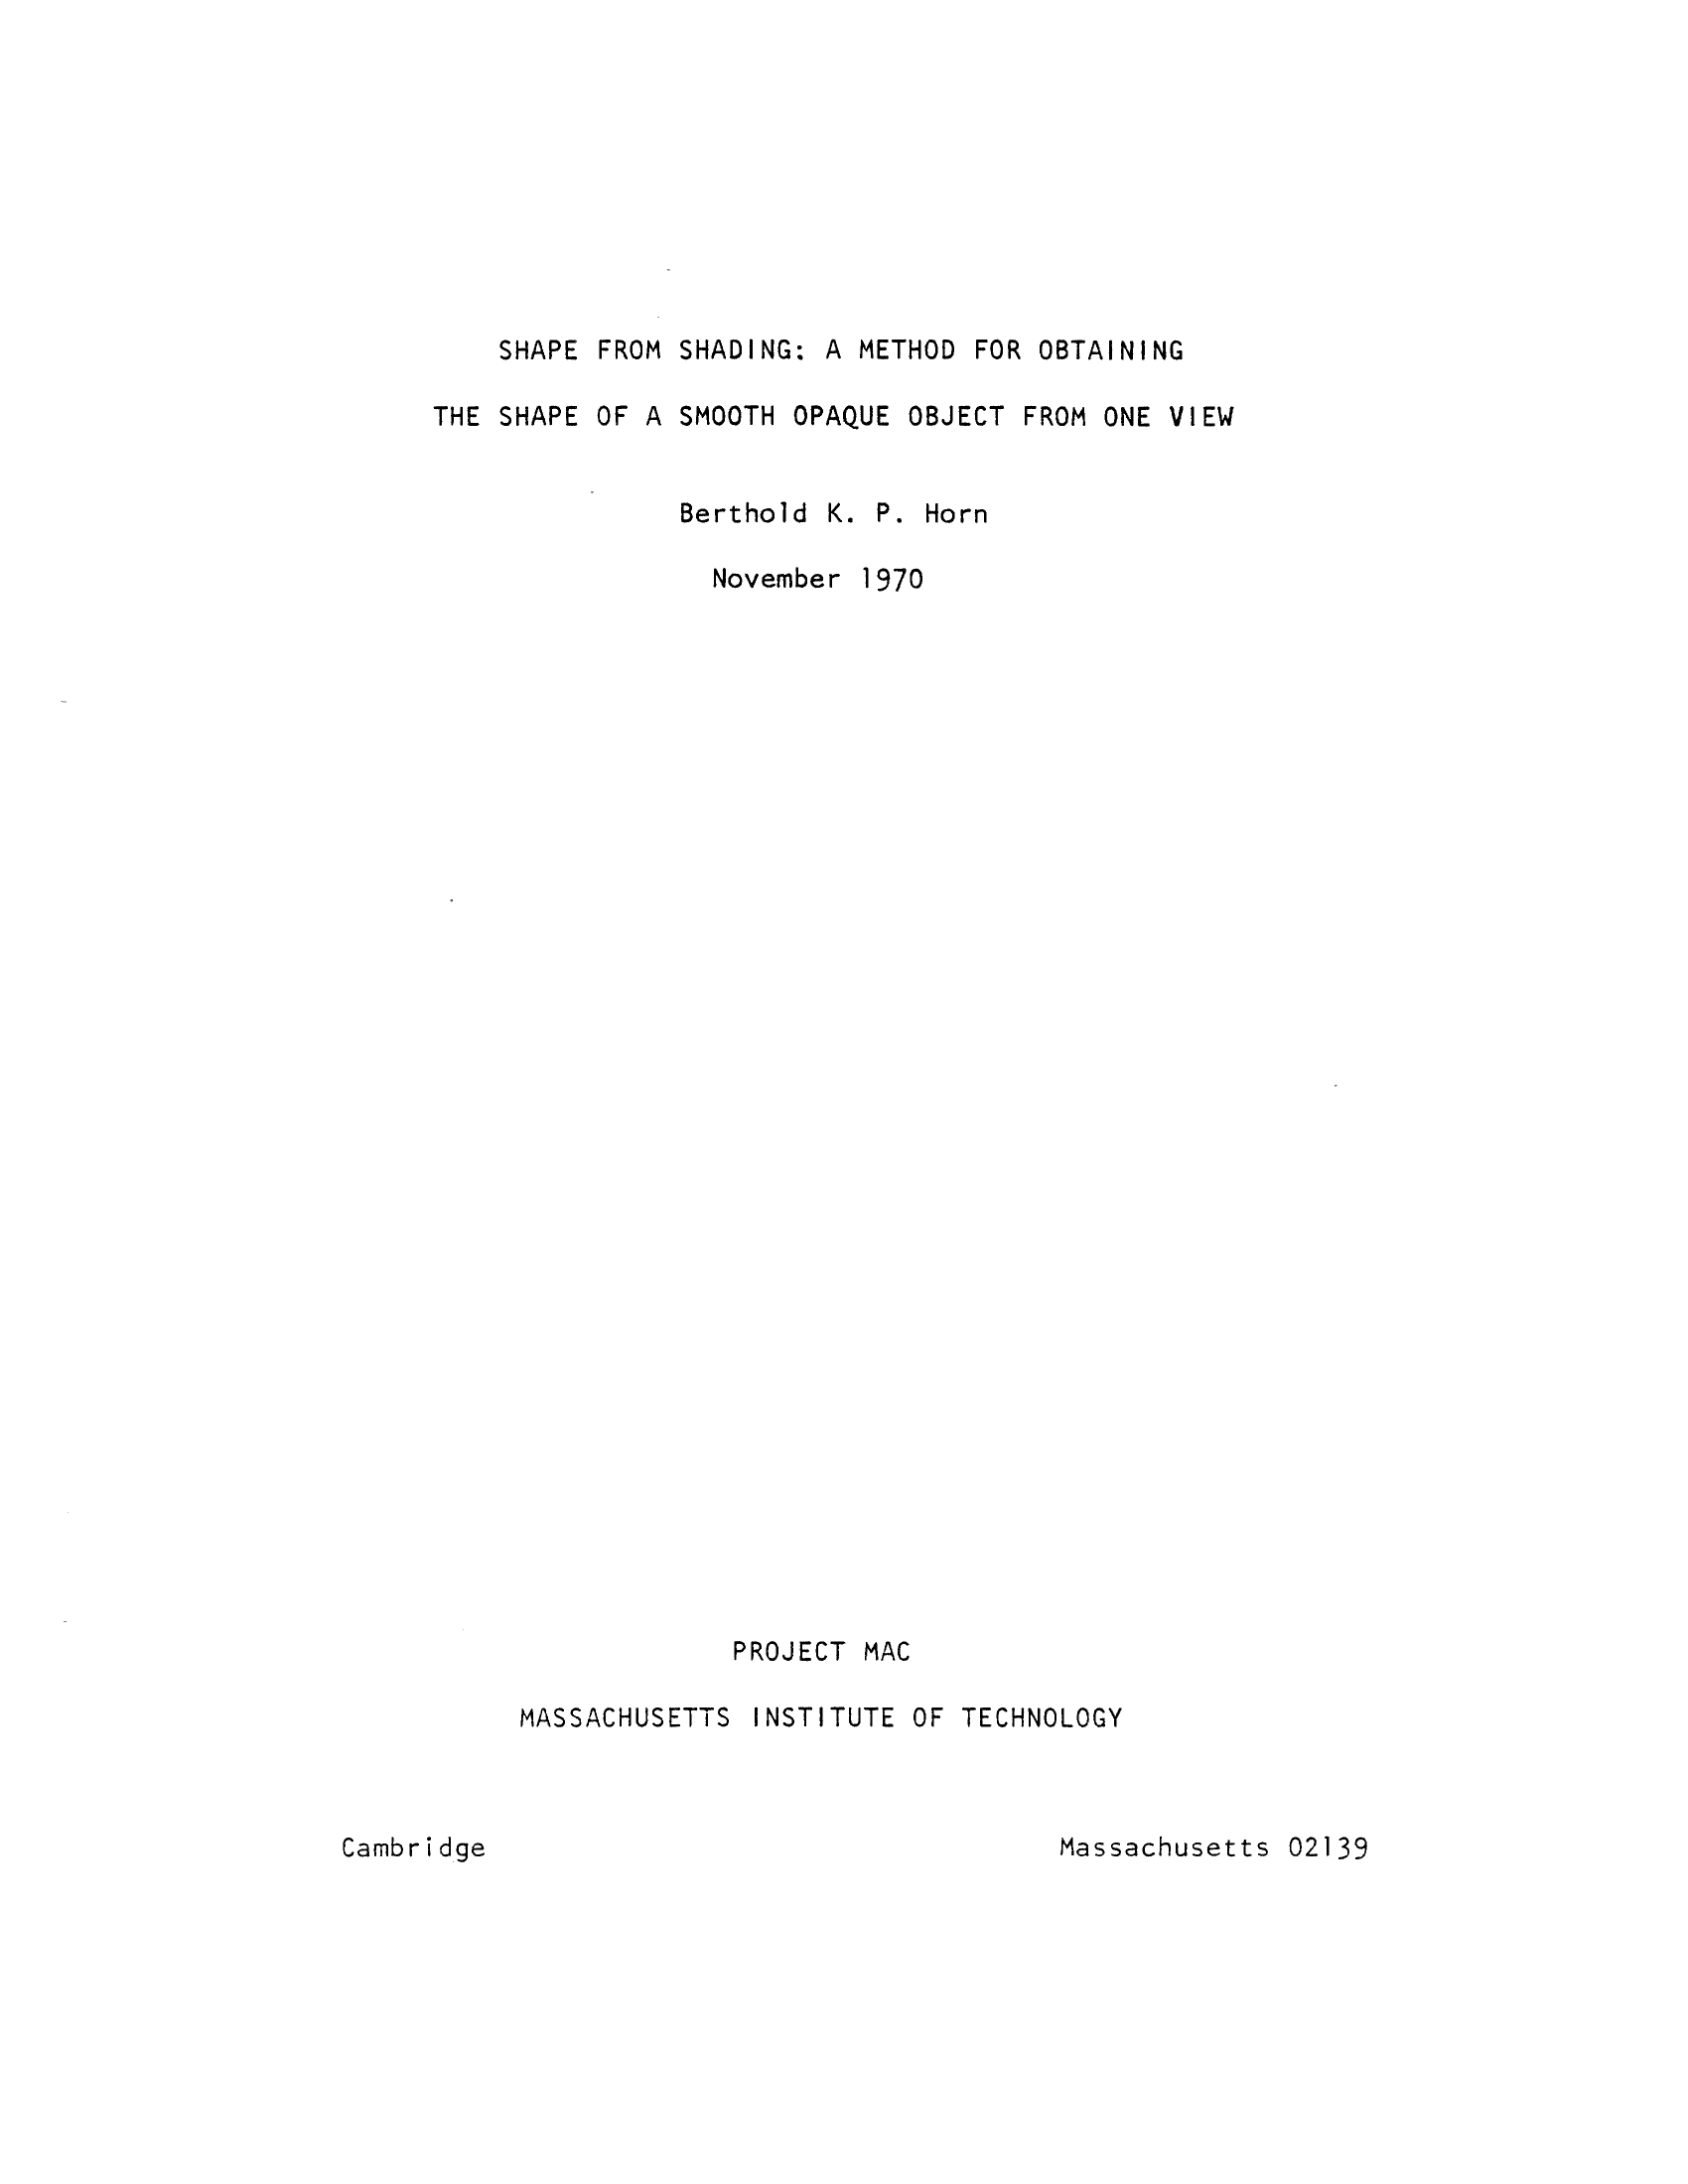 SHAPE FROM SHADING: A METHOD FOR OBTAINING
THE SHAPE OF A SMOOTH OPAQUE OBJECT FROM ONE VIEW
Berthold K. P. Horn
November 1970
PROJECT MAC
MASSACHUSETTS INSTITUTE OF TECHNOLOGY
Cambridge Massachusetts 02139